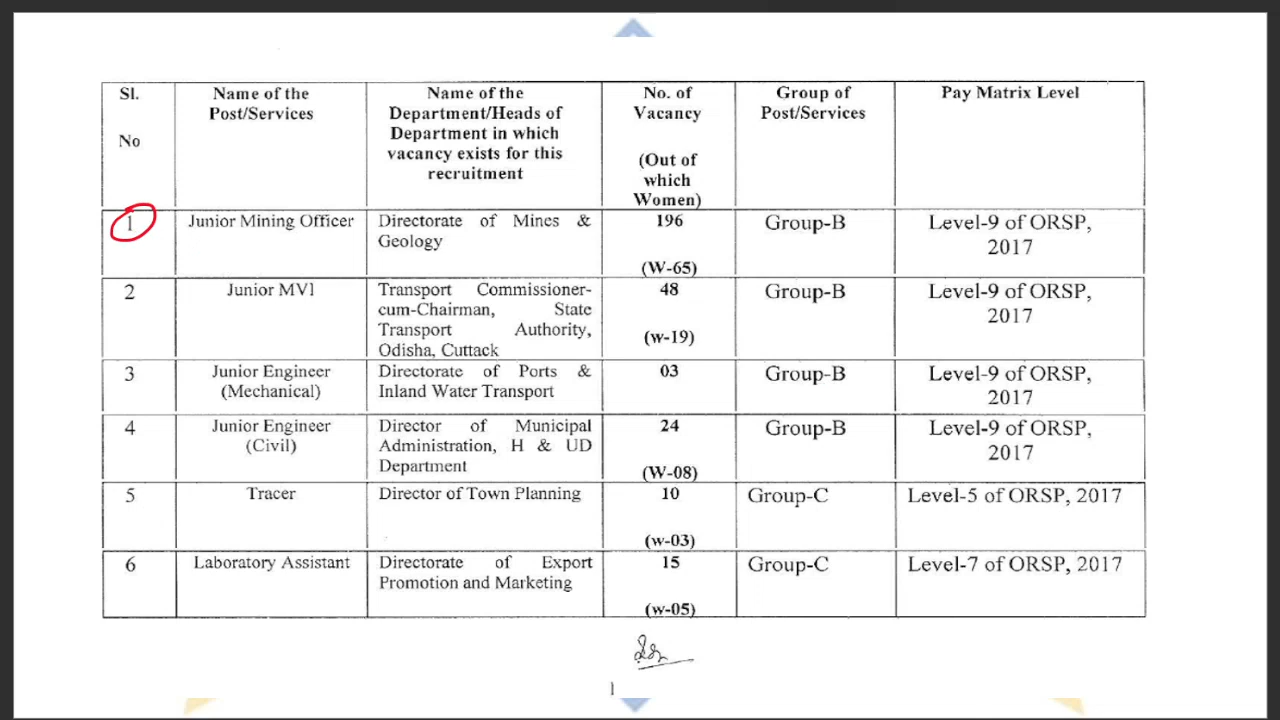 Sl.
No
Name of the
Post/Services
Name of the
Department/Heads of
Department in which
vacancy exists for this
recruitment
No. of
Vacancy
(Out of
which
Women)
Group of
Post/Services
Pay Matrix Level
1
Junior Mining Officer
Directorate of Mines &
Geology
196
(W-65)
Group-B
Level-9 of ORSP,
2017
2
Junior MVI
Transport Commissioner-
cum-Chairman, State
Transport Authority,
Odisha, Cuttack
48
(w-19)
Group-B
Level-9 of ORSP,
2017
3
Junior Engineer
(Mechanical)
Directorate of Ports &
Inland Water Transport
03
Group-B
Level-9 of ORSP,
2017
4
Junior Engineer
(Civil)
Director of Municipal
Administration, H & UD
Department
24
(W-08)
Group-B
Level-9 of ORSP,
2017
5
Tracer
Director of Town Planning
10
(w-03)
Group-C
Level-5 of ORSP, 2017
6
Laboratory Assistant
Directorate of Export
Promotion and Marketing
15
(w-05)
Group-C
Level-7 of ORSP, 2017
1